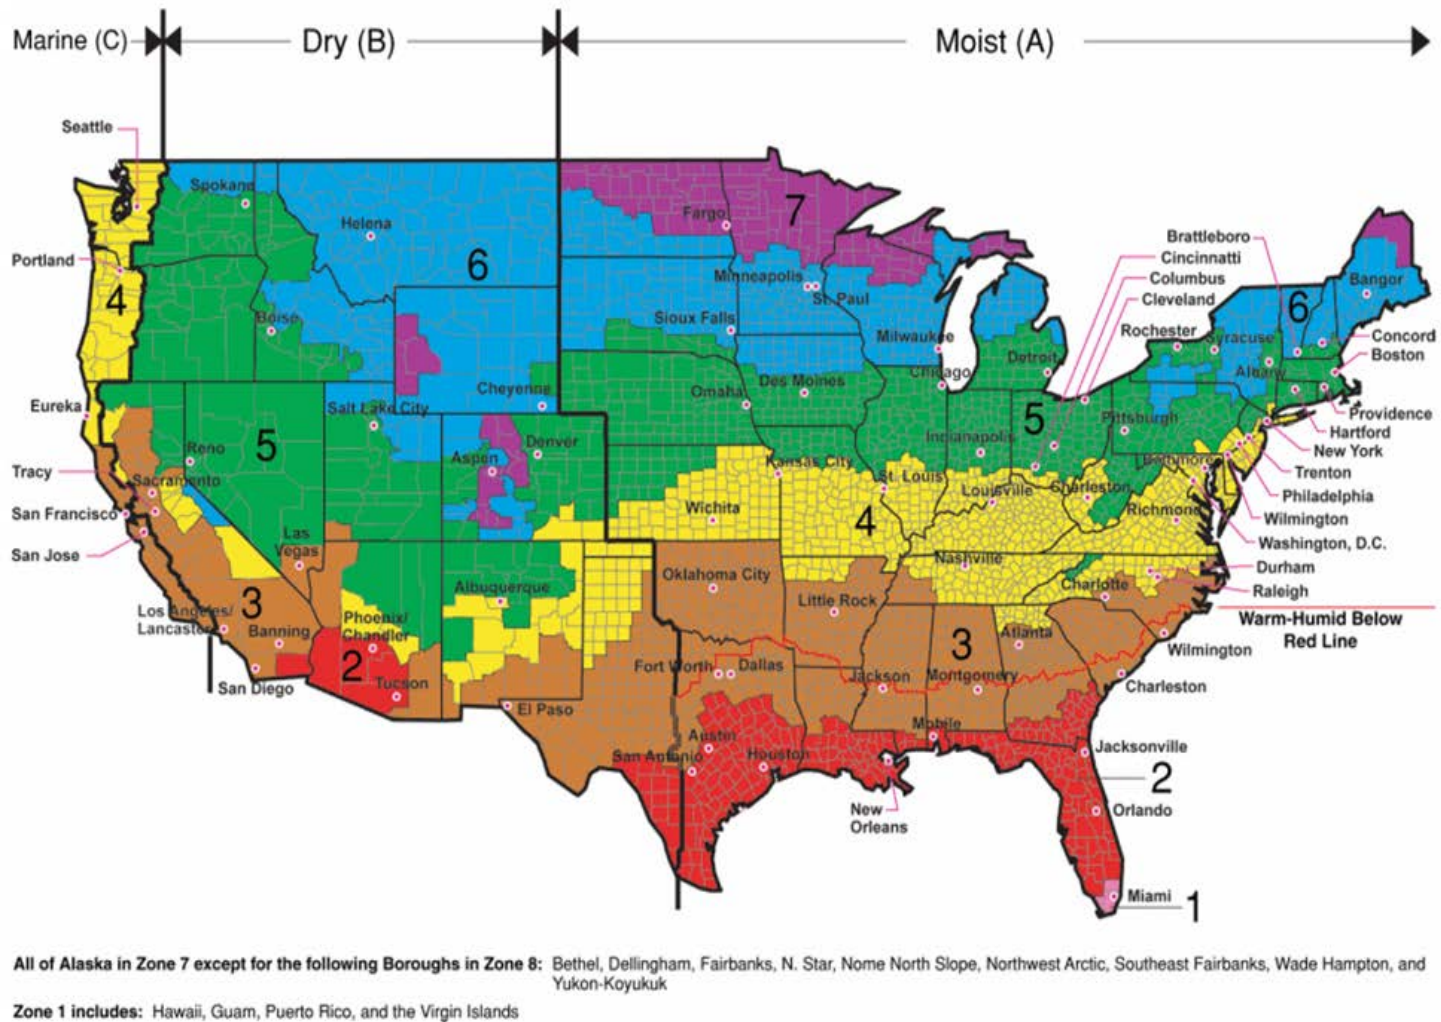 Marine (C)
Dry (B)
Moist (A)
Seattle
Spokane
Helena
Fargo
7
Portland
6
Minneapolis
St. Paul
Brattleboro
Cincinnatti
Columbus
Cleveland
Bangor
4
Boise
Sioux Falls
Milwaukee
Rochester
Syracuse
6
Concord
Boston
Detroit
Albany
Chicago
Cheyenne
Omaha
Des Moines
Eureka
Salt Lake City
5
5
Pittsburgh
Providence
Hartford
Reno
Denver
Indianapolis
New York
Aspen
Kansas City
St. Louis
Baltimore
Trenton
Tracy
Sacramento
Louisville
Charleston
Philadelphia
San Francisco
Wichita
4
Richmond
Wilmington
San Jose
Las
Vegas
Washington, D.C.
Nashville
Durham
Albuquerque
Oklahoma City
Charlotte
Raleigh
3
Little Rock
Los Angeles/
Lancaster
Phoenix/
Chandler
Banning
Warm-Humid Below
Red Line
Atlanta
3
Wilmington
2
Fort Worth
Dallas
Jackson
Montgomery
San Diego
Tucson
Charleston
El Paso
Mobile
Austin
San Antonio
Houston
Jacksonville
2
New
Orleans
Orlando
Miami
1
All of Alaska in Zone 7 except for the following Boroughs in Zone 8: Bethel, Dellingham, Fairbanks, N. Star, Nome North Slope, Northwest Arctic, Southeast Fairbanks, Wade Hampton, and
Yukon-Koyukuk
Zone 1 includes: Hawaii, Guam, Puerto Rico, and the Virgin Islands